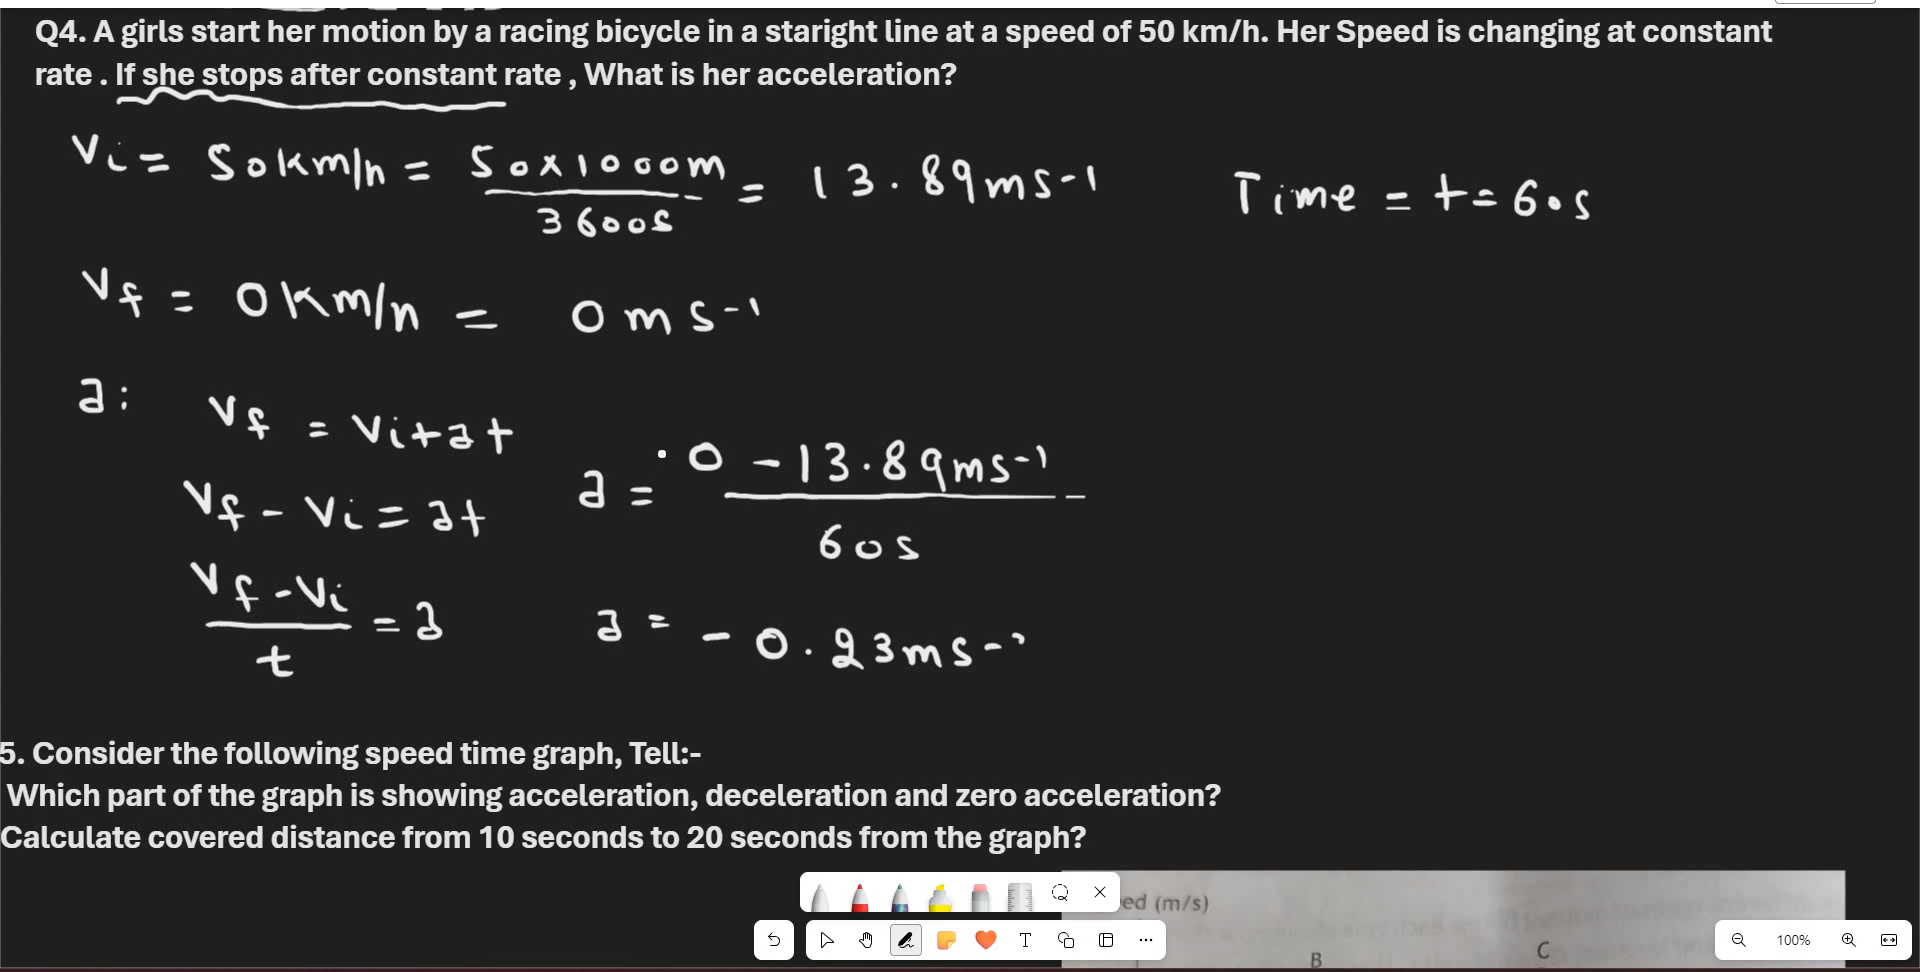 Q4. A girls start her motion by a racing bicycle in a staright line at a speed of 50 km/h. Her Speed is changing at constant
rate . If she stops after constant rate , What is her acceleration?
Vi = 50km/h = 50x1000m / 3600s = 13.89ms-1
Time = t = 60s
Vf = 0km/h = 0ms-1
a:
Vf = Vi+at
Vf - Vi = at
Vf - Vi / t = a
a = 0 - 13.89ms-1 / 60s
a = - 0.23ms-2
5. Consider the following speed time graph, Tell:-
Which part of the graph is showing acceleration, deceleration and zero acceleration?
Calculate covered distance from 10 seconds to 20 seconds from the graph?
ed (m/s)
B
C
T
100%